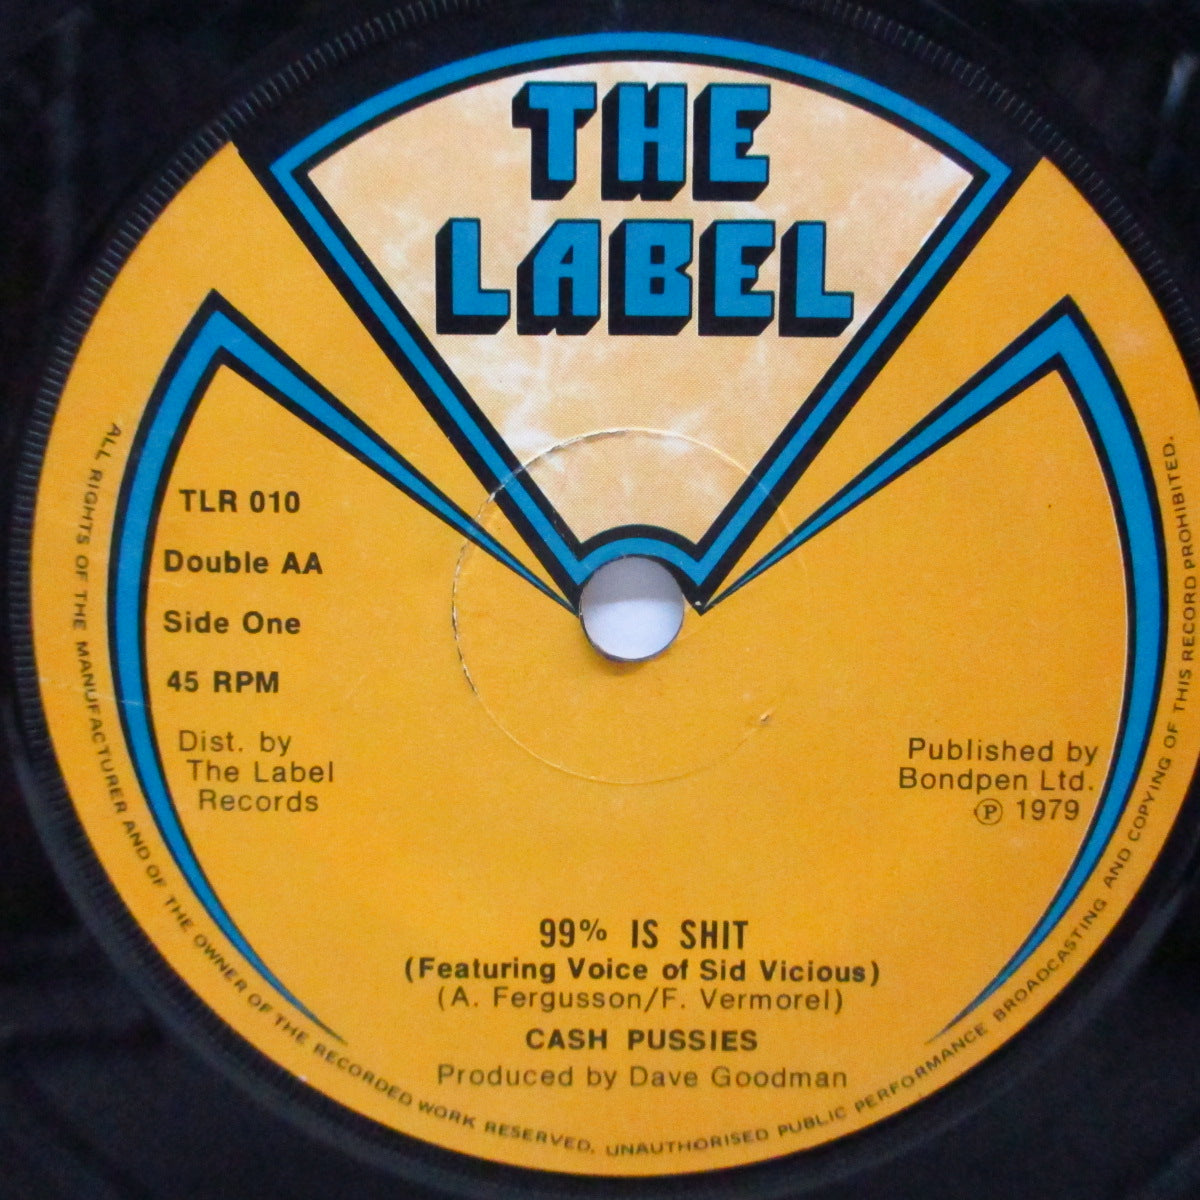 THE
LABEL
TLR 010
Double AA
Side One
45 RPM
Dist. by
The Label
Records
Published by
Bondpen Ltd.
℗ 1979
99% IS SHIT
(Featuring Voice of Sid Vicious)
(A. Fergusson/F. Vermorel)
CASH PUSSIES
Produced by Dave Goodman
ALL RIGHTS OF THE MANUFACTURER AND OF THE OWNER OF THE RECORDED WORK RESERVED, UNAUTHORISED PUBLIC PERFORMANCE BROADCASTING AND COPYING OF THIS RECORD PROHIBITED.